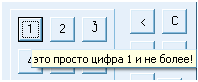 1 2 3 < C
это просто цифра 1 и не более!